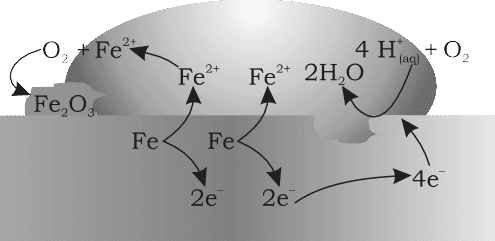 O₂ + Fe²⁺ 4 H⁺(aq) + O₂
Fe²⁺ Fe²⁺ 2H₂O
Fe₂O₃
Fe Fe
2e⁻ 2e⁻ 4e⁻